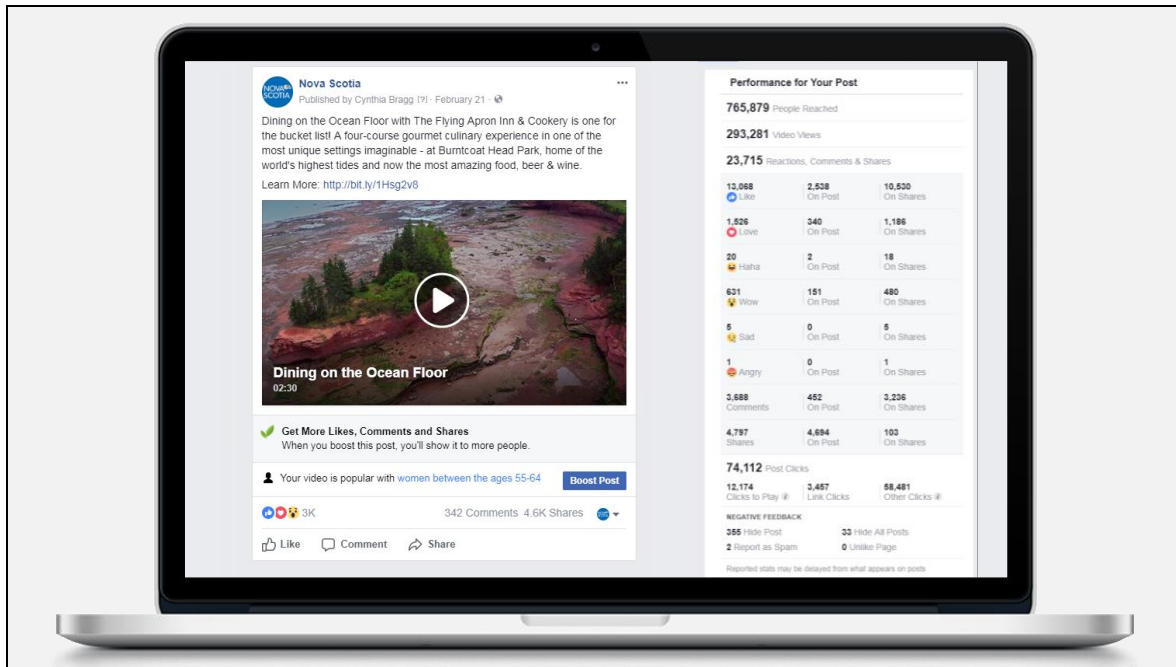 NOVA SCOTIA
Nova Scotia
Published by Cynthia Bragg [?] · February 21 ·
Dining on the Ocean Floor with The Flying Apron Inn & Cookery is one for
the bucket list! A four-course gourmet culinary experience in one of the
most unique settings imaginable - at Burntcoat Head Park, home of the
world's highest tides and now the most amazing food, beer & wine.
Learn More: http://bit.ly/1Hsg2v8
Dining on the Ocean Floor
02:30
Get More Likes, Comments and Shares
When you boost this post, you'll show it to more people.
Your video is popular with women between the ages 55-64
Boost Post
3K 342 Comments 4.6K Shares
Like Comment Share
Performance for Your Post
765,879 People Reached
293,281 Video Views
23,715 Reactions, Comments & Shares
13,068 2,538 10,530
Like On Post On Shares
1,526 340 1,186
Love On Post On Shares
20 2 18
Haha On Post On Shares
631 151 480
Wow On Post On Shares
5 0 5
Sad On Post On Shares
1 0 1
Angry On Post On Shares
3,688 452 3,236
Comments On Post On Shares
4,797 4,694 103
Shares On Post On Shares
74,112 Post Clicks
12,174 3,457 58,481
Clicks to Play Link Clicks Other Clicks
NEGATIVE FEEDBACK
355 Hide Post 33 Hide All Posts
2 Report as Spam 0 Unlike Page
Reported stats may be delayed from what appears on posts